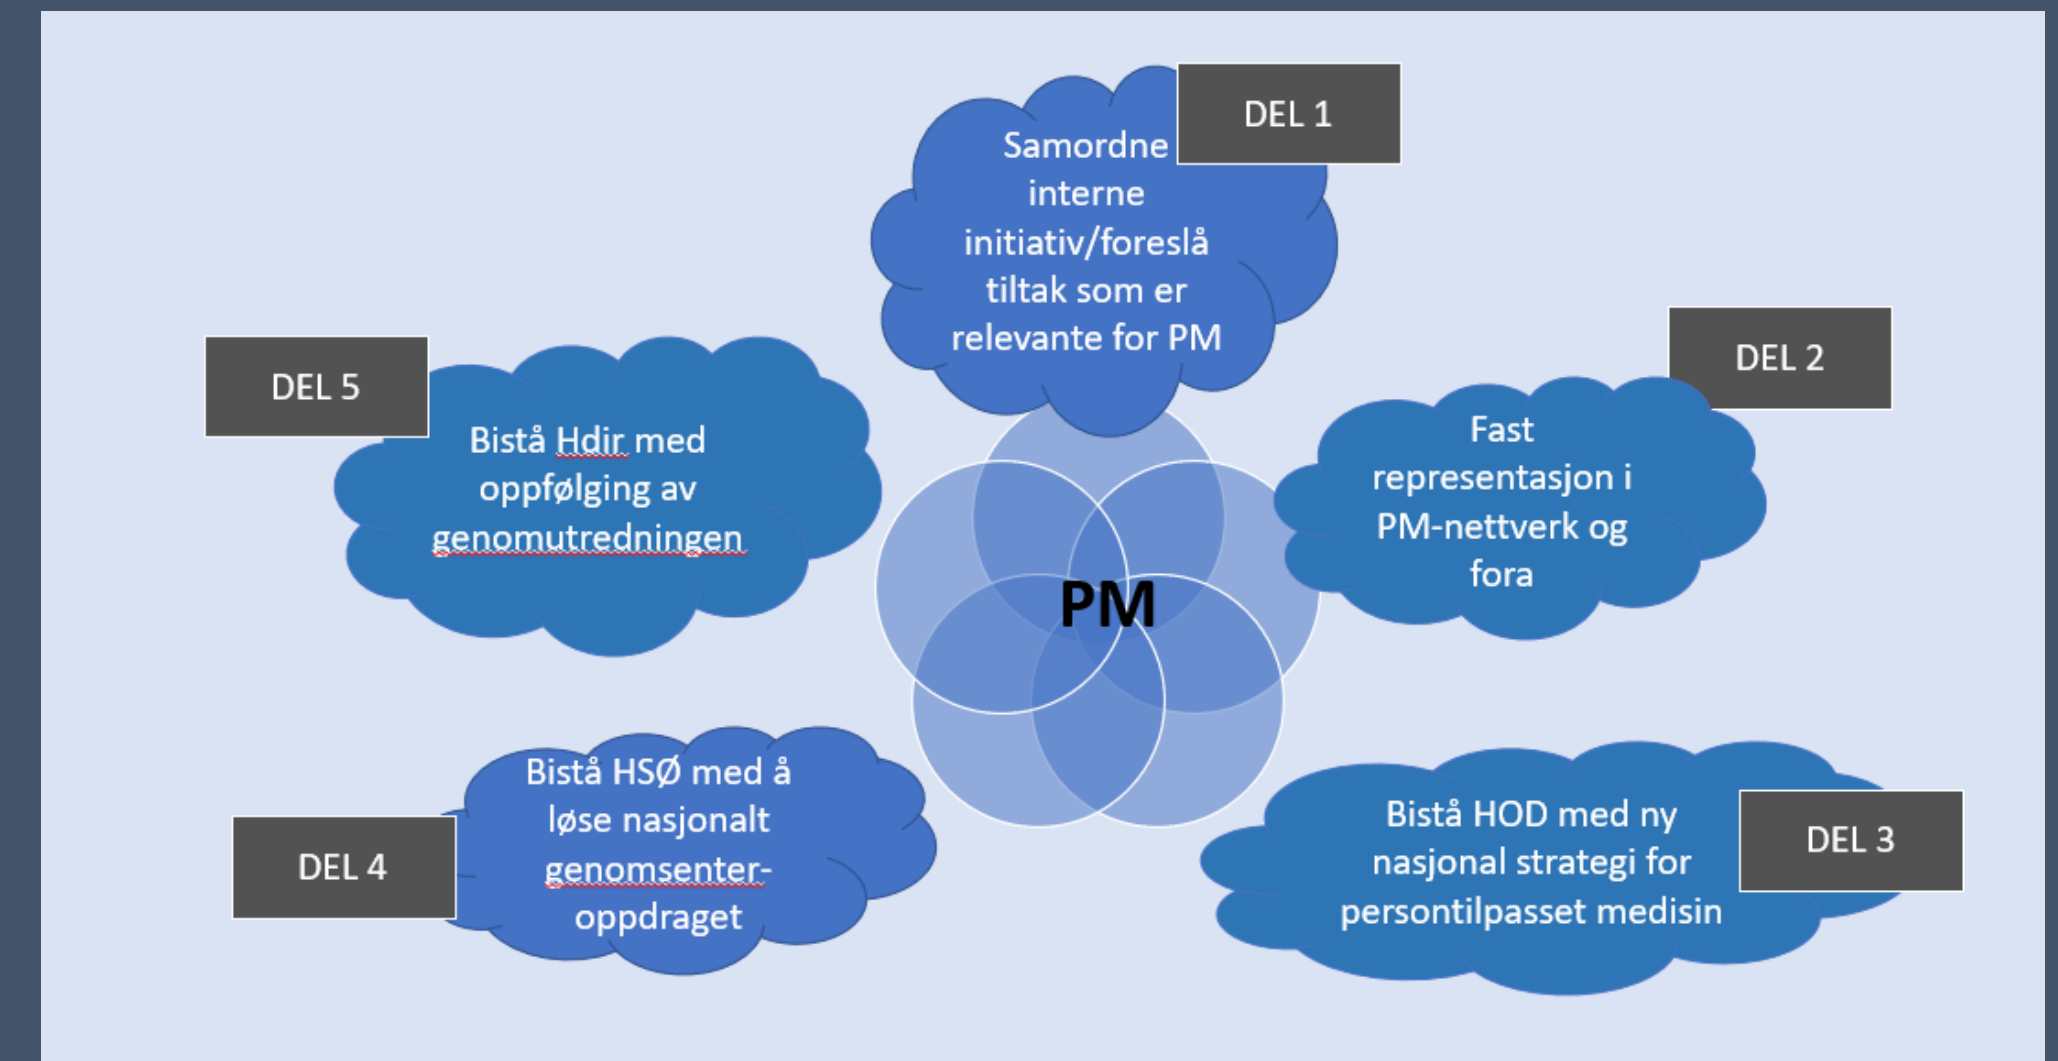 DEL 1
Samordne
interne
initiativ/foreslå
tiltak som er
relevante for PM
DEL 2
Fast
representasjon i
PM-nettverk og
fora
DEL 3
Bistå HOD med ny
nasjonal strategi for
persontilpasset medisin
DEL 4
Bistå HSØ med å
løse nasjonalt
genomsenter-
oppdraget
DEL 5
Bistå Hdir med
oppfølging av
genomutredningen
PM